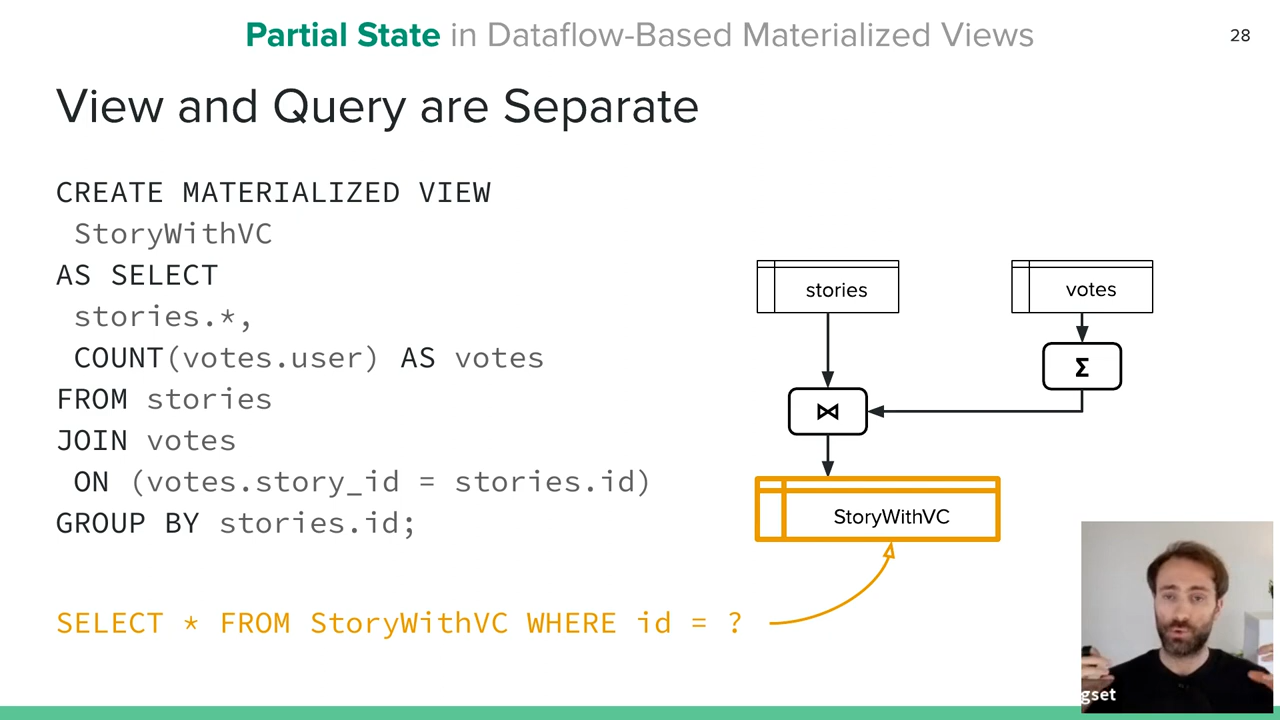 Partial State in Dataflow-Based Materialized Views
28
View and Query are Separate
CREATE MATERIALIZED VIEW
StoryWithVC
AS SELECT
stories.*,
COUNT(votes.user) AS votes
FROM stories
JOIN votes
ON (votes.story_id = stories.id)
GROUP BY stories.id;
stories
votes
Σ
⋈
StoryWithVC
SELECT * FROM StoryWithVC WHERE id = ?
gset